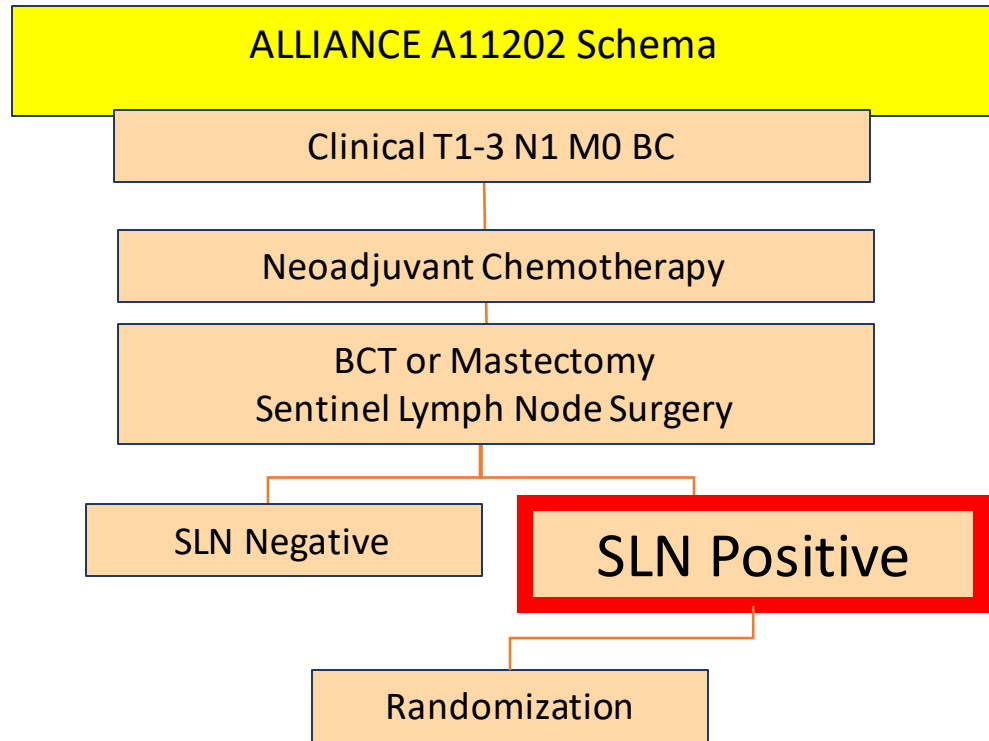 ALLIANCE A11202 Schema
Clinical T1-3 N1 M0 BC
Neoadjuvant Chemotherapy
BCT or Mastectomy
Sentinel Lymph Node Surgery
SLN Negative
SLN Positive
Randomization